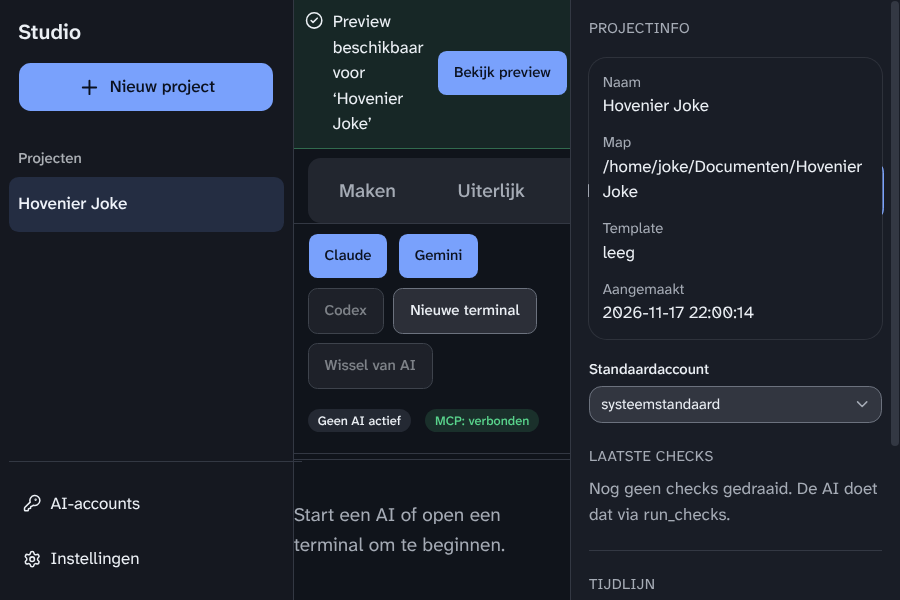 Studio
Nieuw project
Projecten
Hovenier Joke
AI-accounts
Instellingen
Preview
beschikbaar
voor
‘Hovenier
Joke’
Bekijk preview
Maken
Uiterlijk
Claude
Gemini
Codex
Nieuwe terminal
Wissel van AI
Geen AI actief
MCP: verbonden
Start een AI of open een
terminal om te beginnen.
PROJECTINFO
Naam
Hovenier Joke
Map
/home/joke/Documenten/Hovenier
Joke
Template
leeg
Aangemaakt
2026-11-17 22:00:14
Standaardaccount
systeemstandaard
LAATSTE CHECKS
Nog geen checks gedraaid. De AI doet
dat via run_checks.
TIJDLIJN